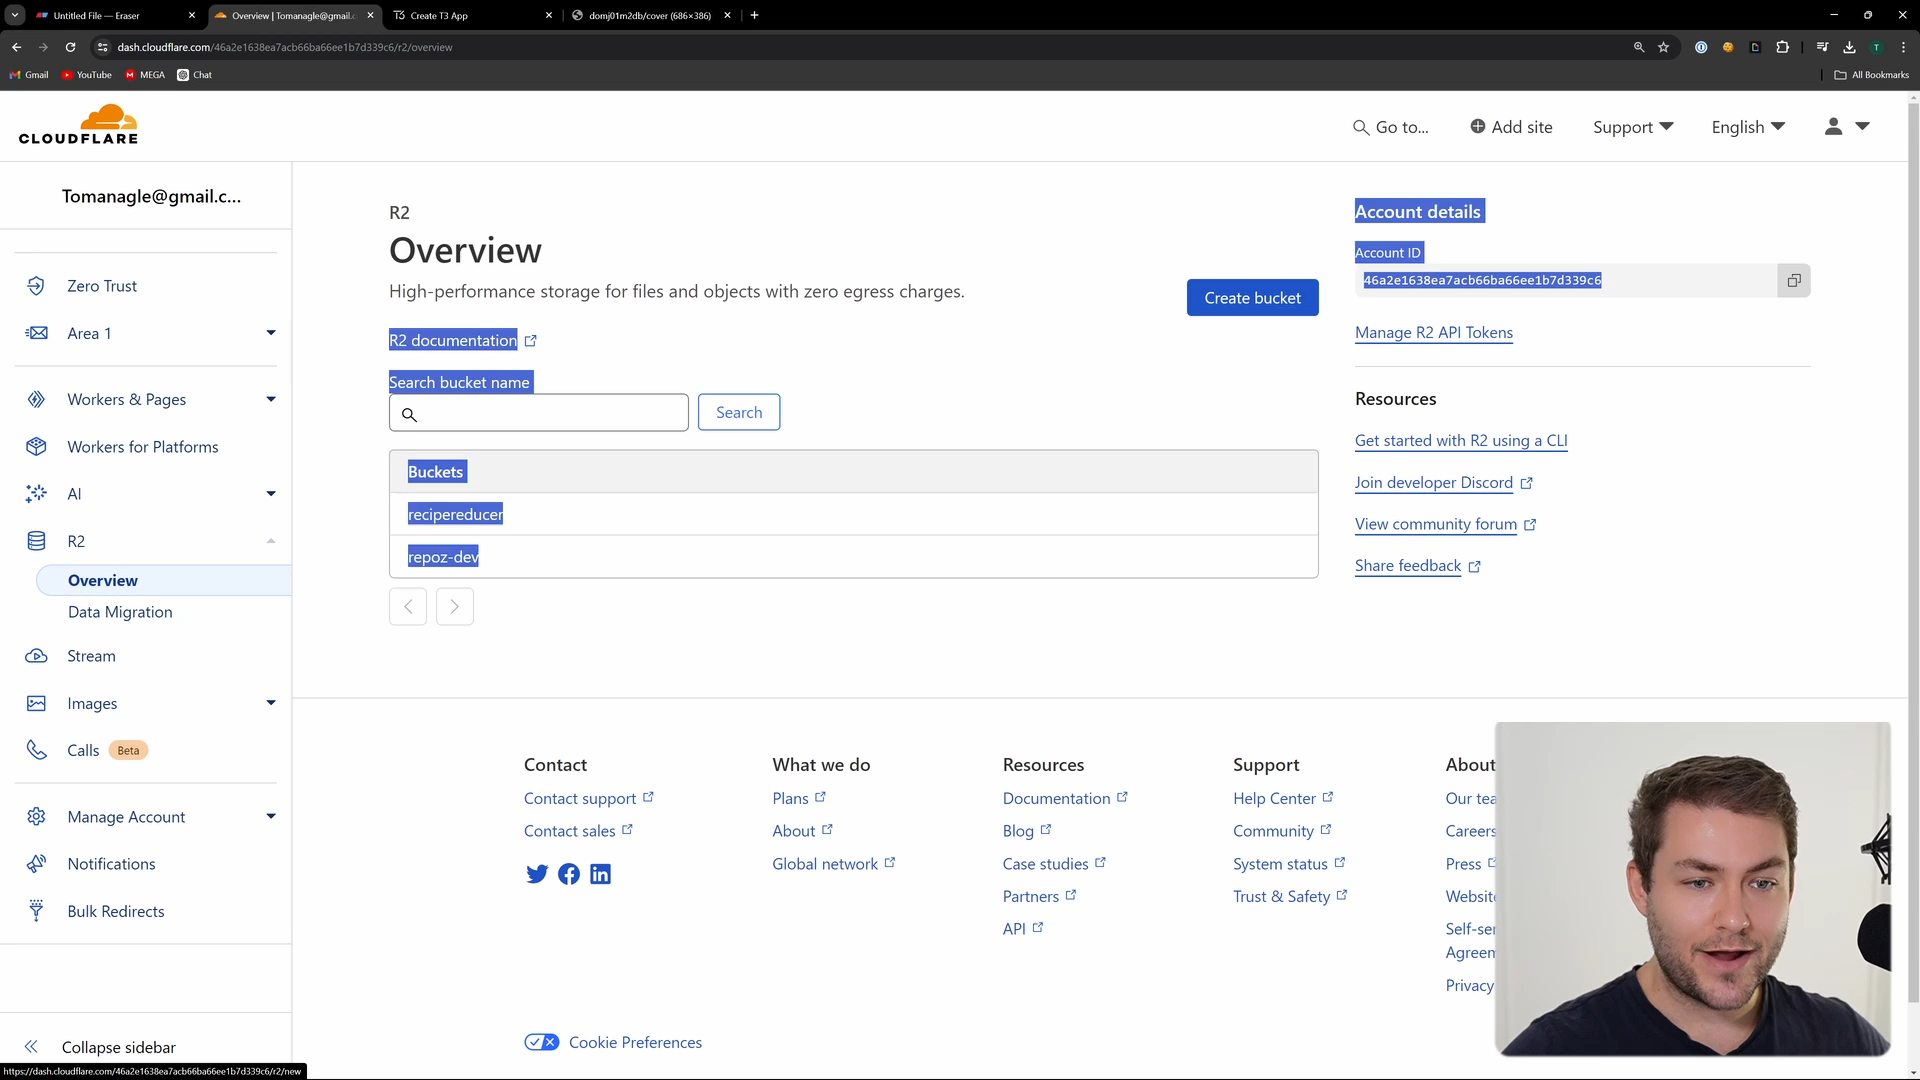 Untitled File — Eraser
Overview | Tomanagle@gmail.c
Create T3 App
domj01m2db/cover (686×386)
dash.cloudflare.com/46a2e1638ea7acb66ba66ee1b7d339c6/r2/overview
T
Gmail
YouTube
MEGA
Chat
All Bookmarks
CLOUDFLARE
Go to...
Add site
Support
English
Tomanagle@gmail.c...
Zero Trust
Area 1
Workers & Pages
Workers for Platforms
AI
R2
Overview
Data Migration
Stream
Images
Calls Beta
Manage Account
Notifications
Bulk Redirects
Collapse sidebar
R2
Overview
High-performance storage for files and objects with zero egress charges.
Create bucket
R2 documentation
Search bucket name
Search
Buckets
recipereducer
repoz-dev
Account details
Account ID
46a2e1638ea7acb66ba66ee1b7d339c6
Manage R2 API Tokens
Resources
Get started with R2 using a CLI
Join developer Discord
View community forum
Share feedback
Contact
Contact support
Contact sales
What we do
Plans
About
Global network
Resources
Documentation
Blog
Case studies
Partners
API
Support
Help Center
Community
System status
Trust & Safety
About
Our tea
Careers
Press
Websit
Self-ser
Agreem
Privacy
Cookie Preferences
https://dash.cloudflare.com/46a2e1638ea7acb66ba66ee1b7d339c6/r2/new